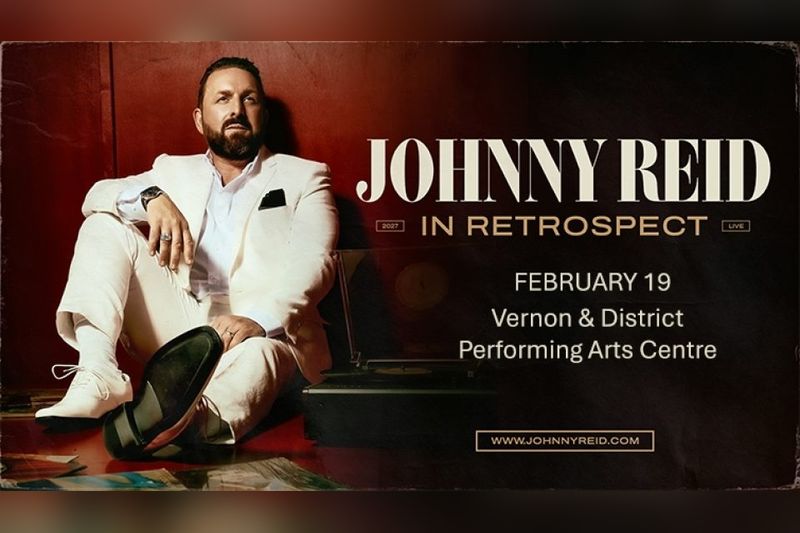 JOHNNY REID
2027 IN RETROSPECT LIVE
FEBRUARY 19
Vernon & District
Performing Arts Centre
WWW.JOHNNYREID.COM